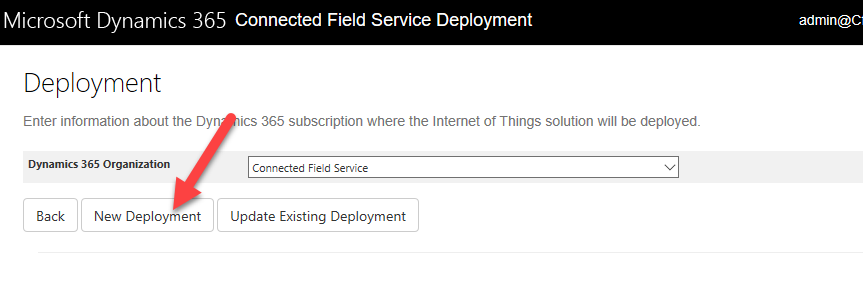 Microsoft Dynamics 365 Connected Field Service Deployment admin@C
Deployment
Enter information about the Dynamics 365 subscription where the Internet of Things solution will be deployed.
Dynamics 365 Organization Connected Field Service
Back New Deployment Update Existing Deployment